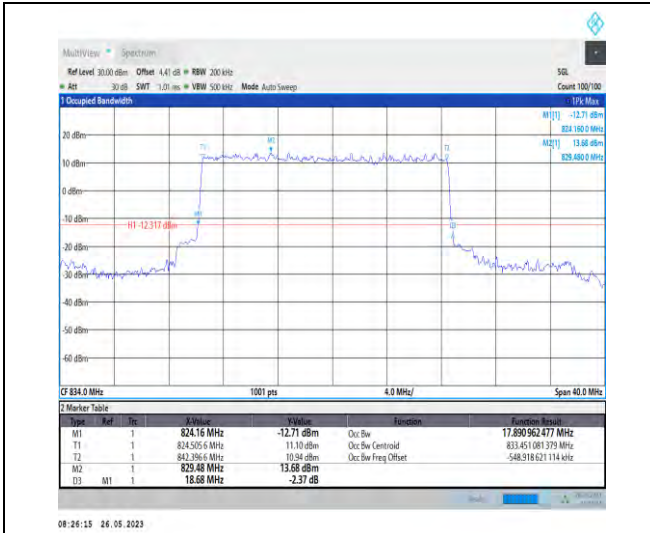 MultiView Spectrum
Ref Level 30.00 dBm Offset 4.41 dB RBW 200 kHz SGL
Att 30 dB SWT 1.01 ms VBW 500 kHz Mode Auto Sweep Count 100/100
1 Occupied Bandwidth 1Pk Max
M1[1] -12.71 dBm
824.160 0 MHz
M2[1] 13.68 dBm
829.480 0 MHz
20 dBm
T1 M2 T2
10 dBm
0 dBm
-10 dBm
M1
H1 -12.317 dBm D3
-20 dBm
-30 dBm
-40 dBm
-50 dBm
-60 dBm
CF 834.0 MHz 1001 pts 4.0 MHz/ Span 40.0 MHz
2 Marker Table
Type Ref Trc X-Value Y-Value Function Function Result
M1 1 824.16 MHz -12.71 dBm Occ Bw 17.890 962 477 MHz
T1 1 824.505 6 MHz 11.10 dBm Occ Bw Centroid 833.451 081 379 MHz
T2 1 842.396 6 MHz 10.94 dBm Occ Bw Freq Offset -548.918 621 114 kHz
M2 1 829.48 MHz 13.68 dBm
D3 M1 1 18.68 MHz -2.37 dB
08:26:15 26.05.2023